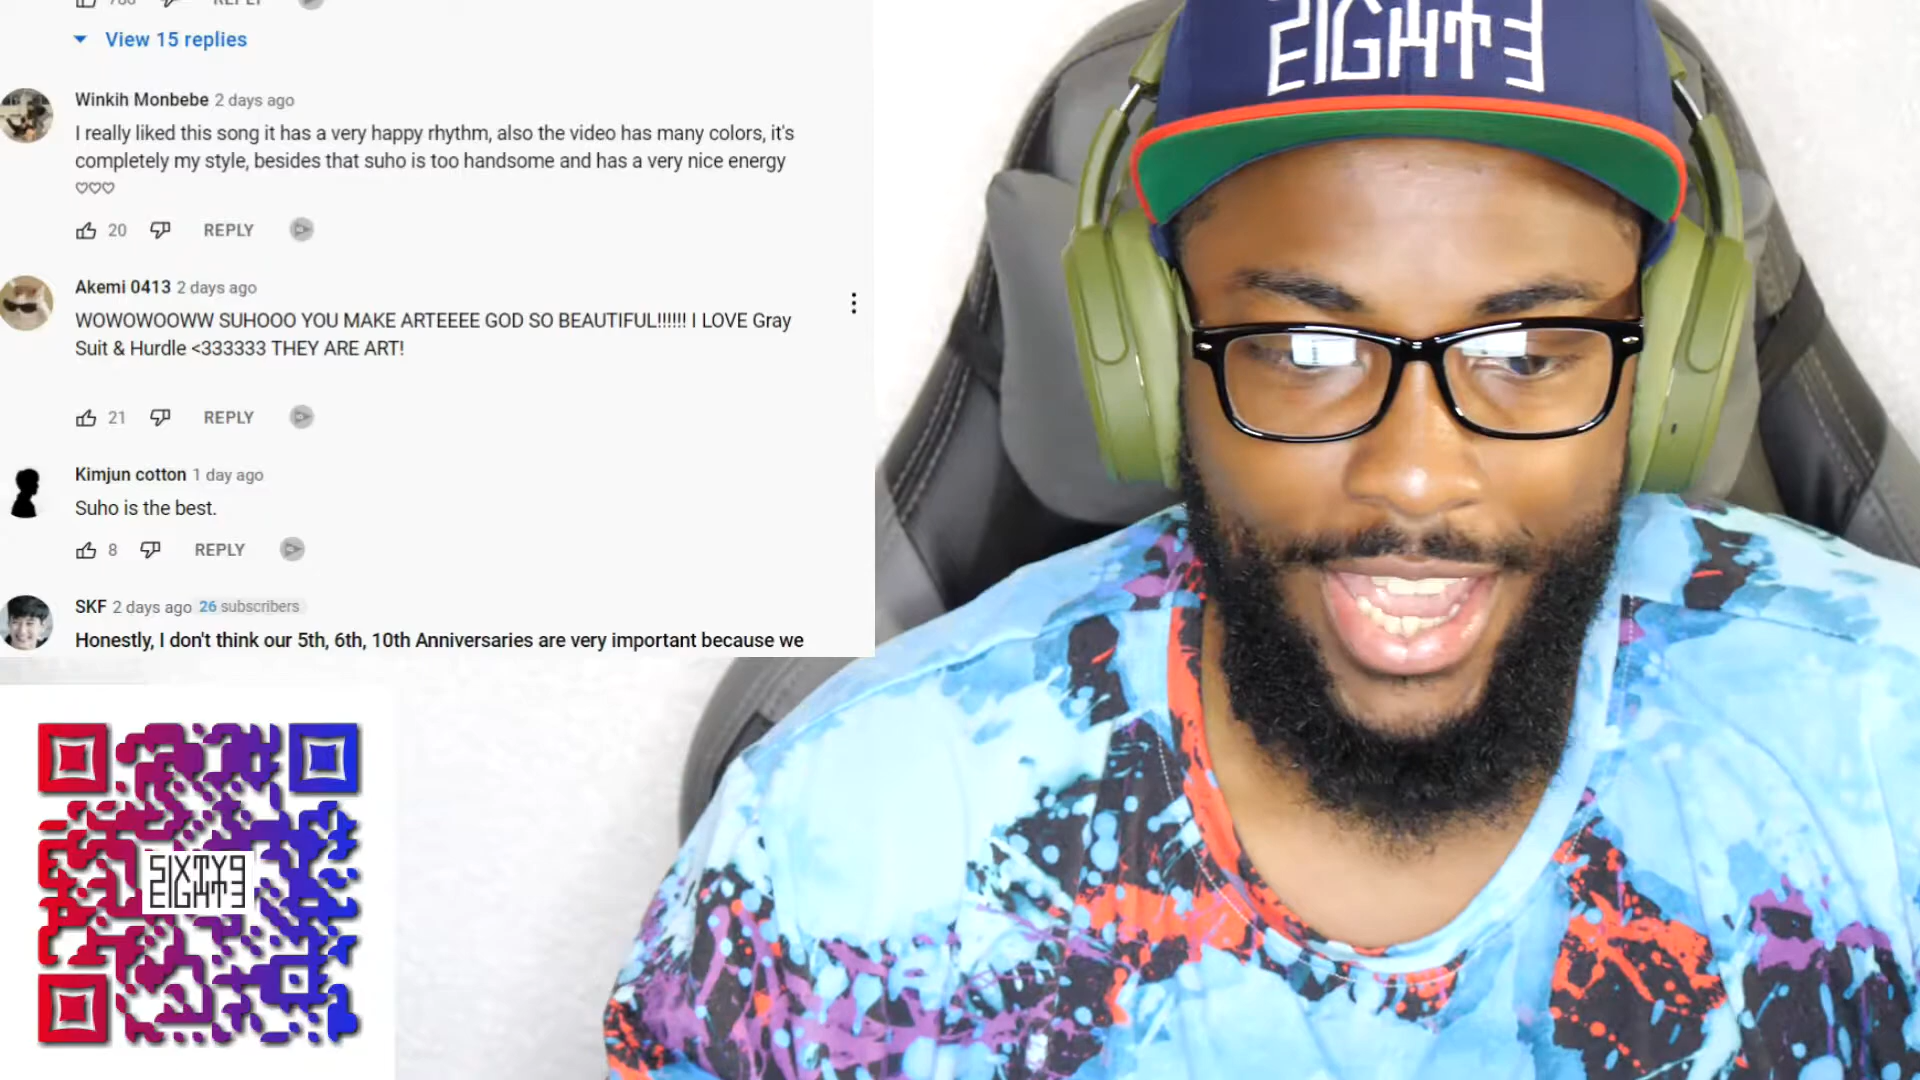 View 15 replies
Winkih Monbebe 2 days ago
I really liked this song it has a very happy rhythm, also the video has many colors, it's
completely my style, besides that suho is too handsome and has a very nice energy
♡♡♡
20 REPLY
Akemi 0413 2 days ago
WOWOWOOWW SUHOOO YOU MAKE ARTEEEE GOD SO BEAUTIFUL!!!!!! I LOVE Gray
Suit & Hurdle <333333 THEY ARE ART!
21 REPLY
Kimjun cotton 1 day ago
Suho is the best.
8 REPLY
SKF 2 days ago 26 subscribers
Honestly, I don't think our 5th, 6th, 10th Anniversaries are very important because we
SIXTY9
EIGHT3
EIGHT3